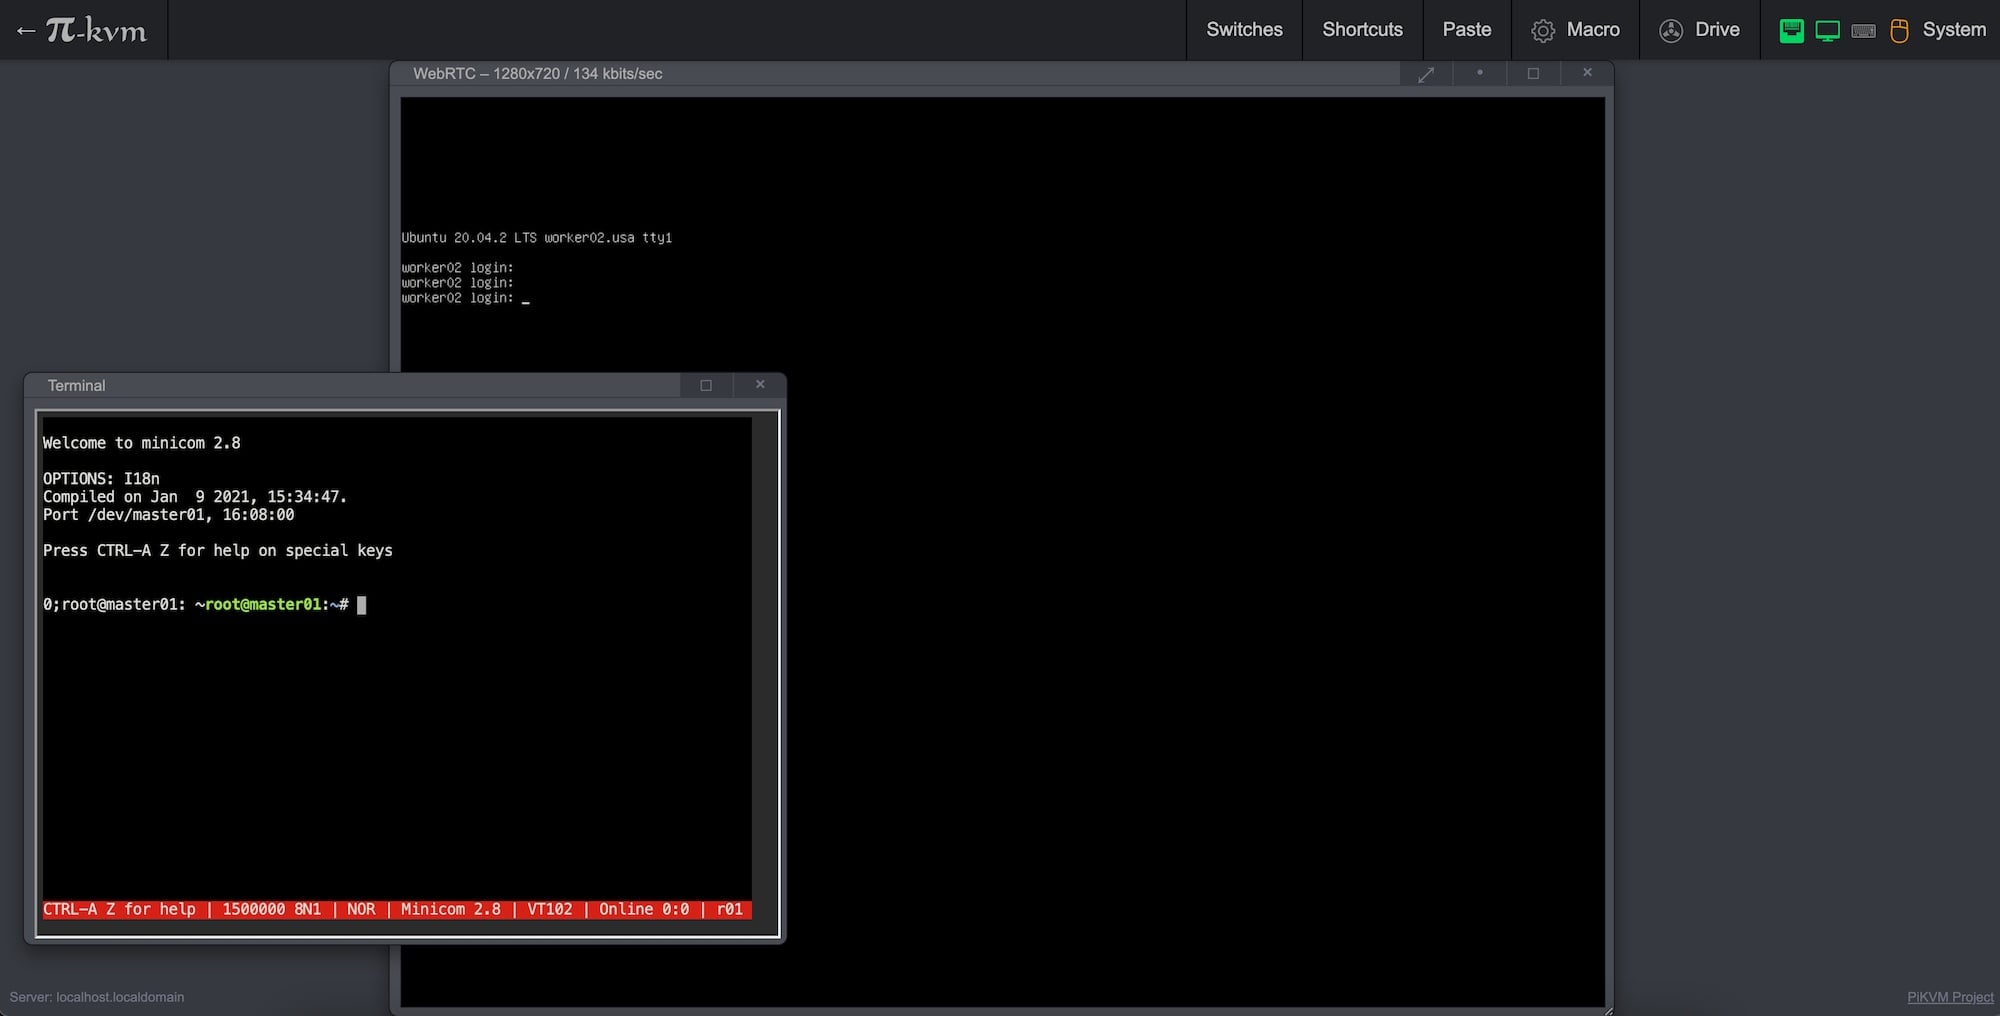 ← π-kvm
Switches
Shortcuts
Paste
Macro
Drive
System
WebRTC – 1280x720 / 134 kbits/sec
Ubuntu 20.04.2 LTS worker02.usa tty1
worker02 login:
worker02 login:
worker02 login: _
Terminal
Welcome to minicom 2.8
OPTIONS: I18n
Compiled on Jan  9 2021, 15:34:47.
Port /dev/master01, 16:08:00
Press CTRL-A Z for help on special keys
0;root@master01: ~root@master01:~#
CTRL-A Z for help | 1500000 8N1 | NOR | Minicom 2.8 | VT102 | Online 0:0 | r01
Server: localhost.localdomain
PiKVM Project